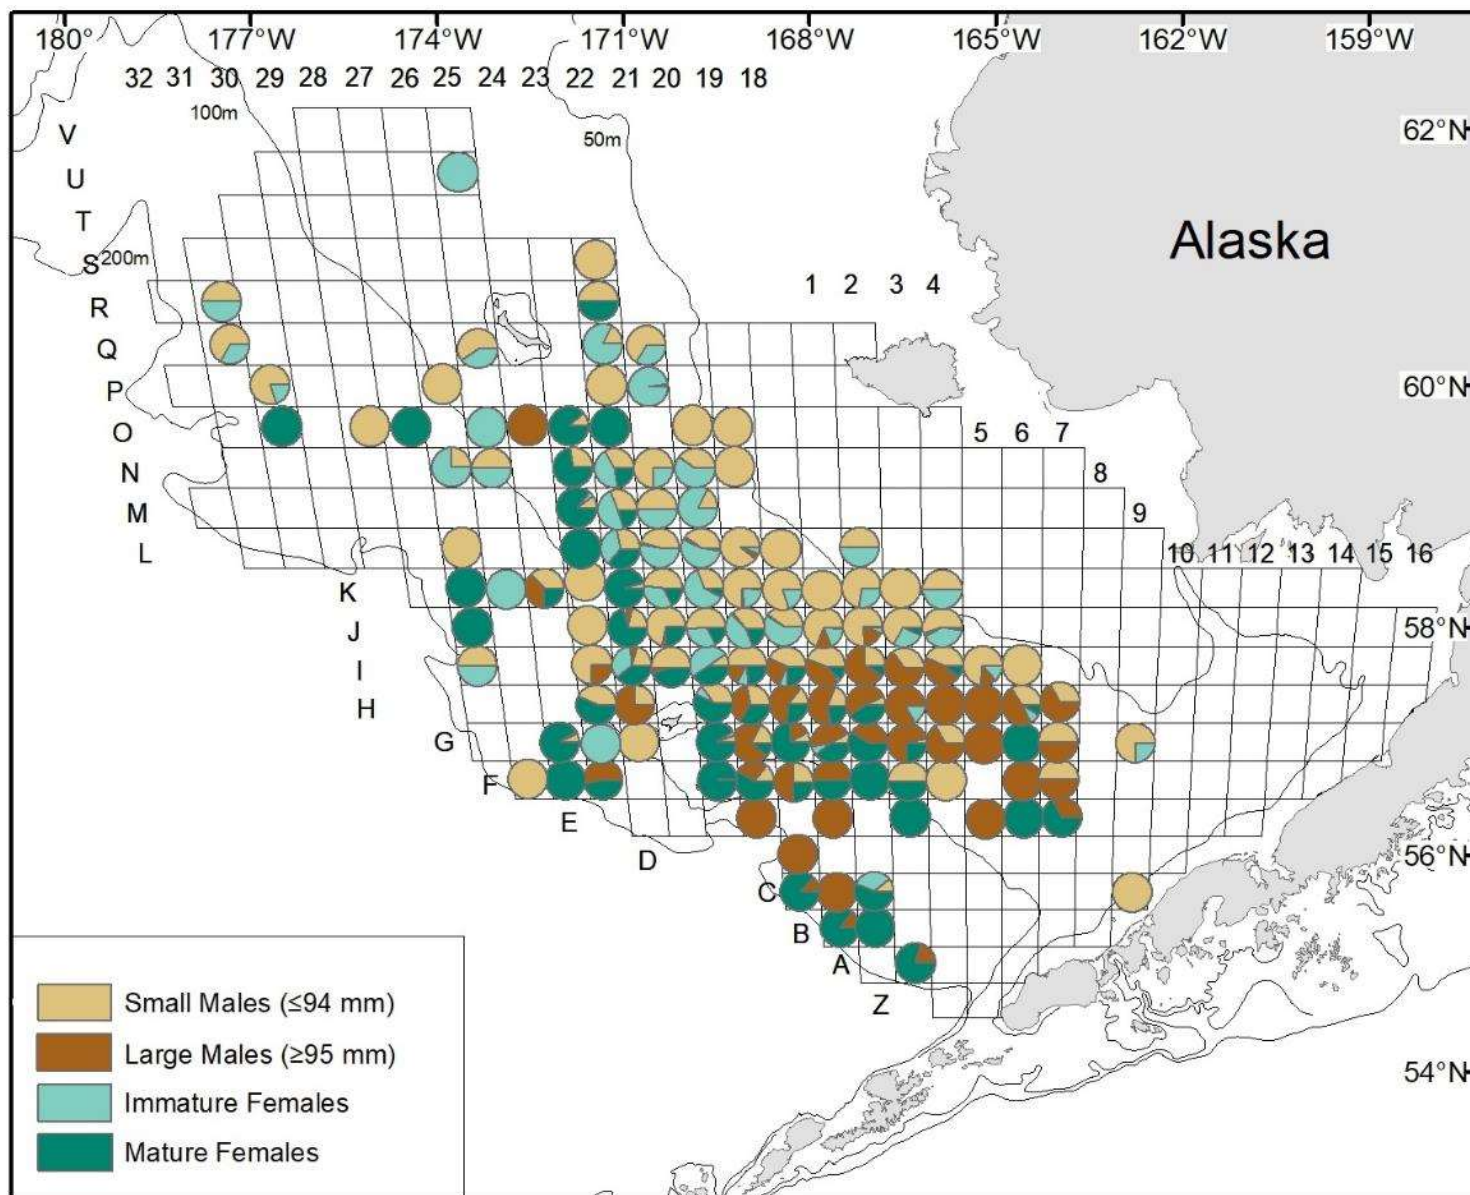 180° 177°W 174°W 171°W 168°W 165°W 162°W 159°W
32 31 30 29 28 27 26 25 24 23 22 21 20 19 18
100m
50m
V
62°N
U
T
Alaska
S 200m
1 2 3 4
R
Q
P
60°N
O
5 6 7
N
8
M
9
L
10 11 12 13 14 15 16
K
J
58°N
I
H
G
F
E
D
56°N
C
B
A
Z
Small Males (≤94 mm)
Large Males (≥95 mm)
54°N
Immature Females
Mature Females